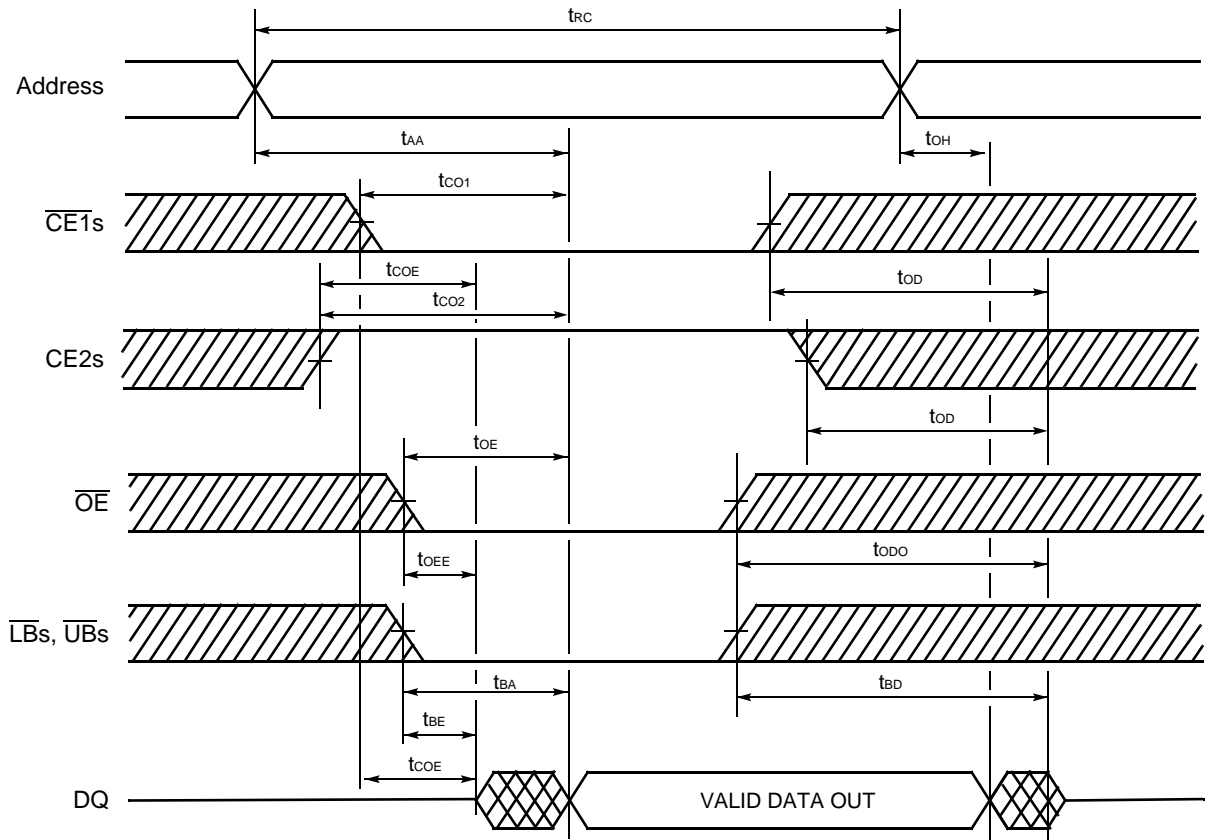 tRC
Address
tAA
tOH
tCO1
CE1s
tCOE
tOD
tCO2
CE2s
tOD
tOE
OE
tODO
tOEE
LBs, UBs
tBA
tBD
tBE
tCOE
DQ
VALID DATA OUT